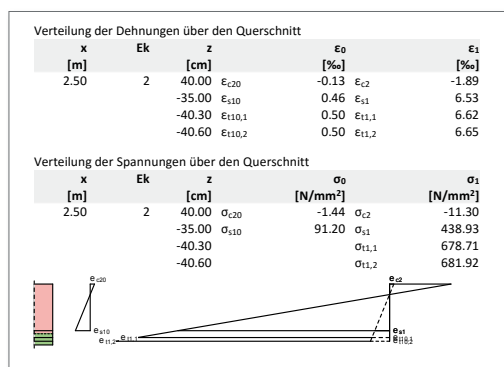 Verteilung der Dehnungen über den Querschnitt
x Ek z ε0 ε1
[m] [cm] [‰] [‰]
2.50 2 40.00 εc20 -0.13 εc2 -1.89
-35.00 εs10 0.46 εs1 6.53
-40.30 εt10,1 0.50 εt1,1 6.62
-40.60 εt10,2 0.50 εt1,2 6.65
Verteilung der Spannungen über den Querschnitt
x Ek z σ0 σ1
[m] [cm] [N/mm²] [N/mm²]
2.50 2 40.00 σc20 -1.44 σc2 -11.30
-35.00 σs10 91.20 σs1 438.93
-40.30 σt1,1 678.71
-40.60 σt1,2 681.92
ec20 ec2
es10 es1
et1,2 et1,1